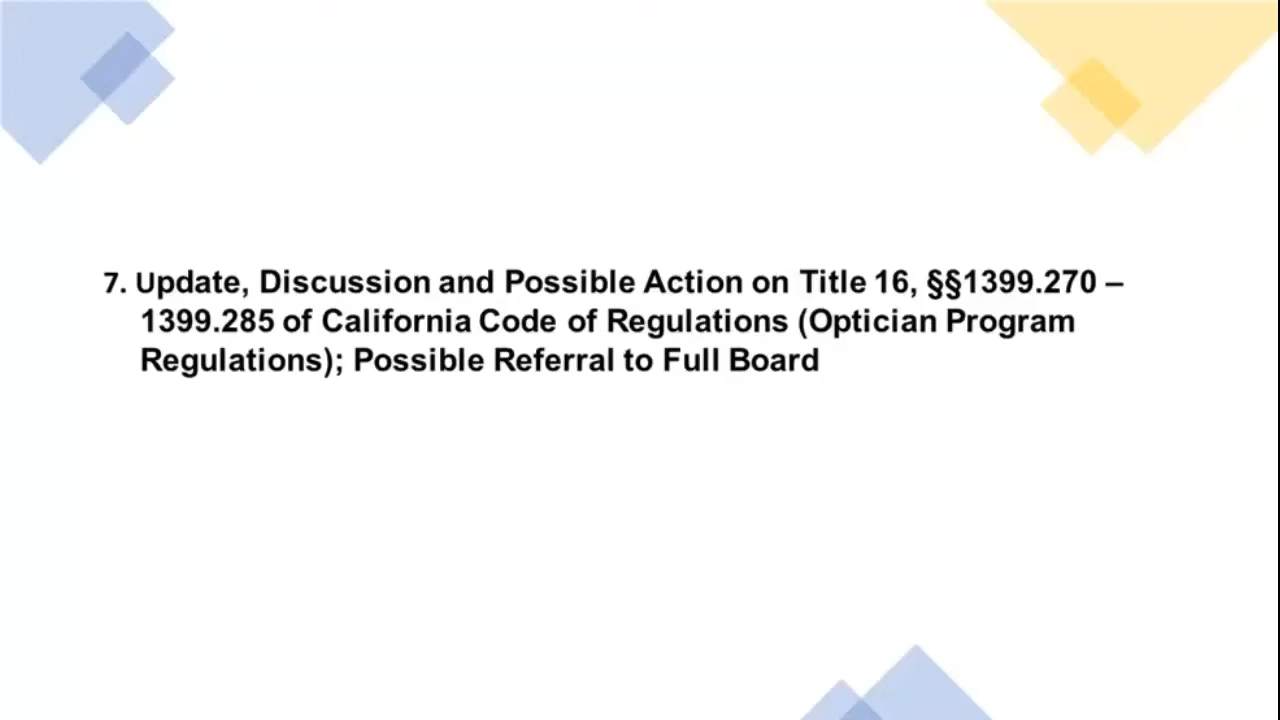 7. Update, Discussion and Possible Action on Title 16, §§1399.270 –
1399.285 of California Code of Regulations (Optician Program
Regulations); Possible Referral to Full Board